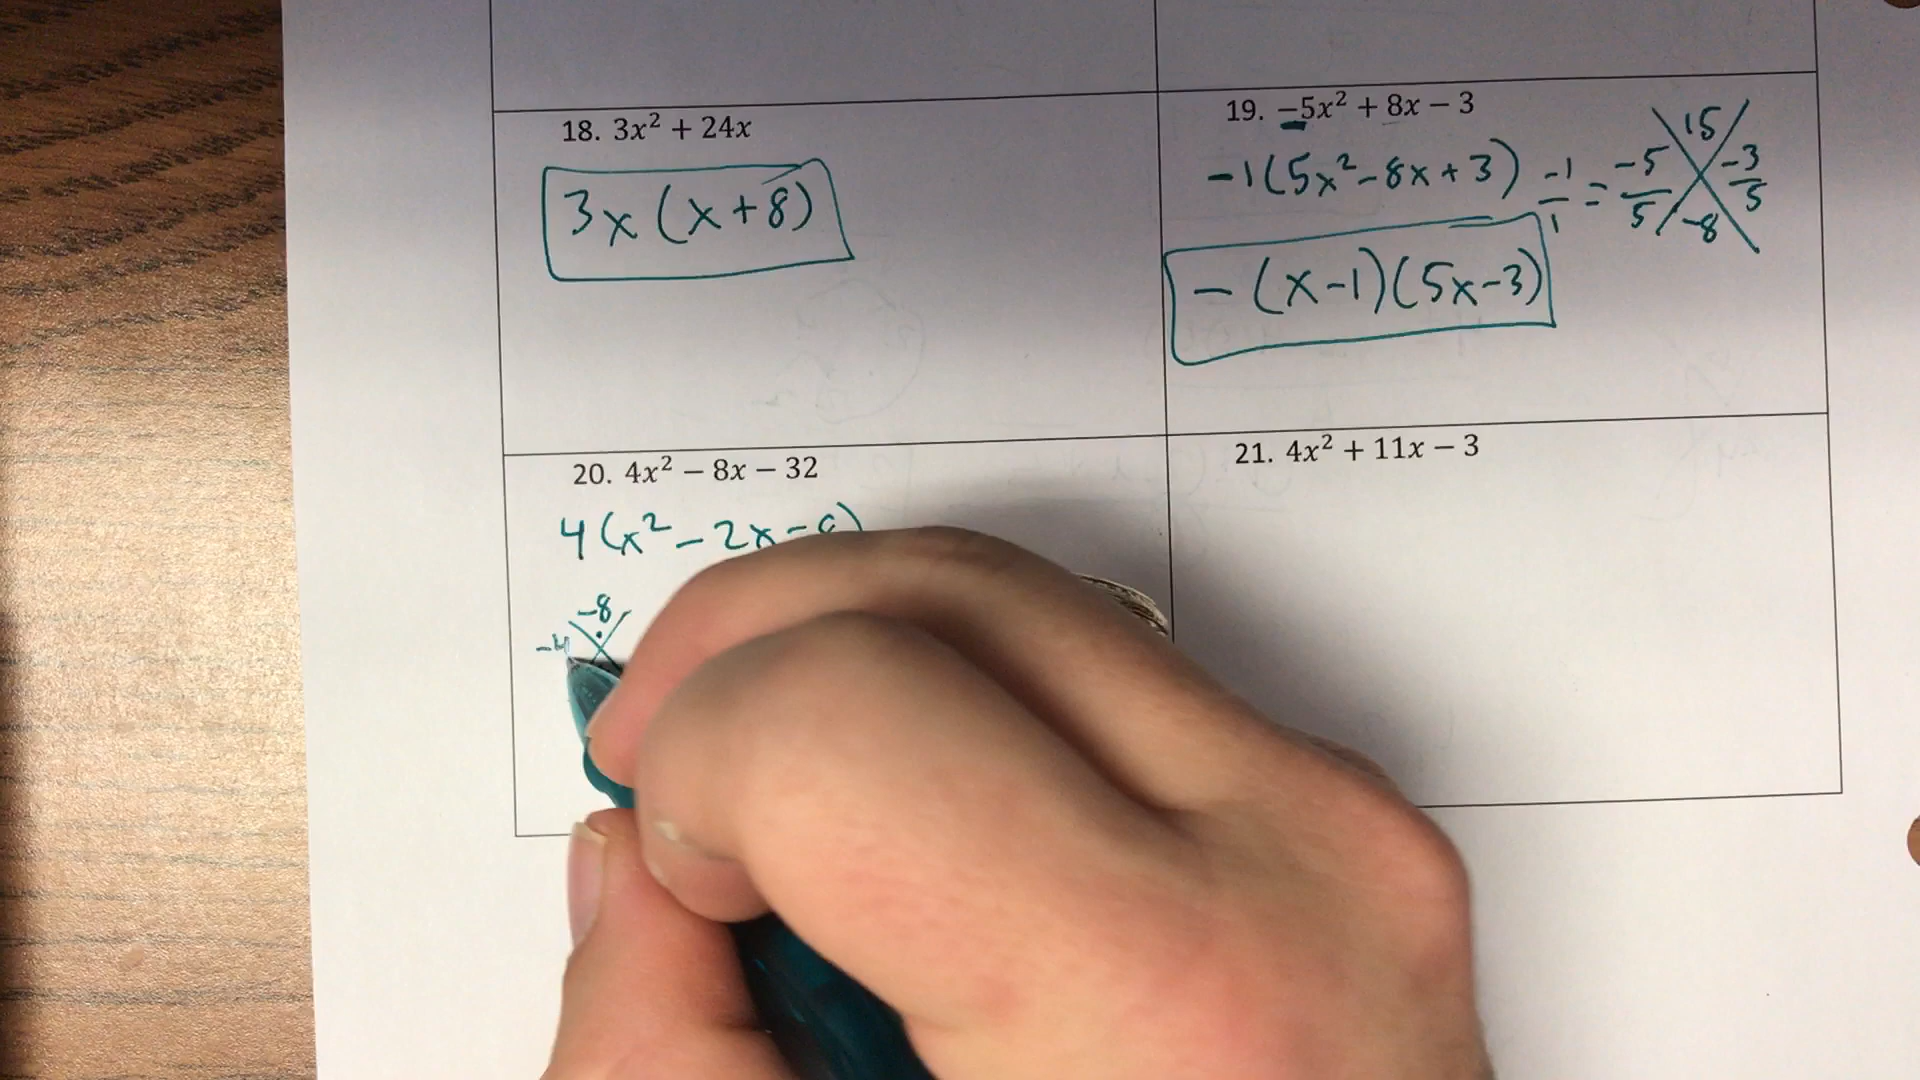 18. 3x² + 24x
3x (x+8)
19. −5x² + 8x − 3
-1(5x²-8x+3)
-1/1 = -5/5
15
-3/5
-8
-(x-1)(5x-3)
20. 4x² − 8x − 32
4(x²-2x-
-8
-4
21. 4x² + 11x − 3